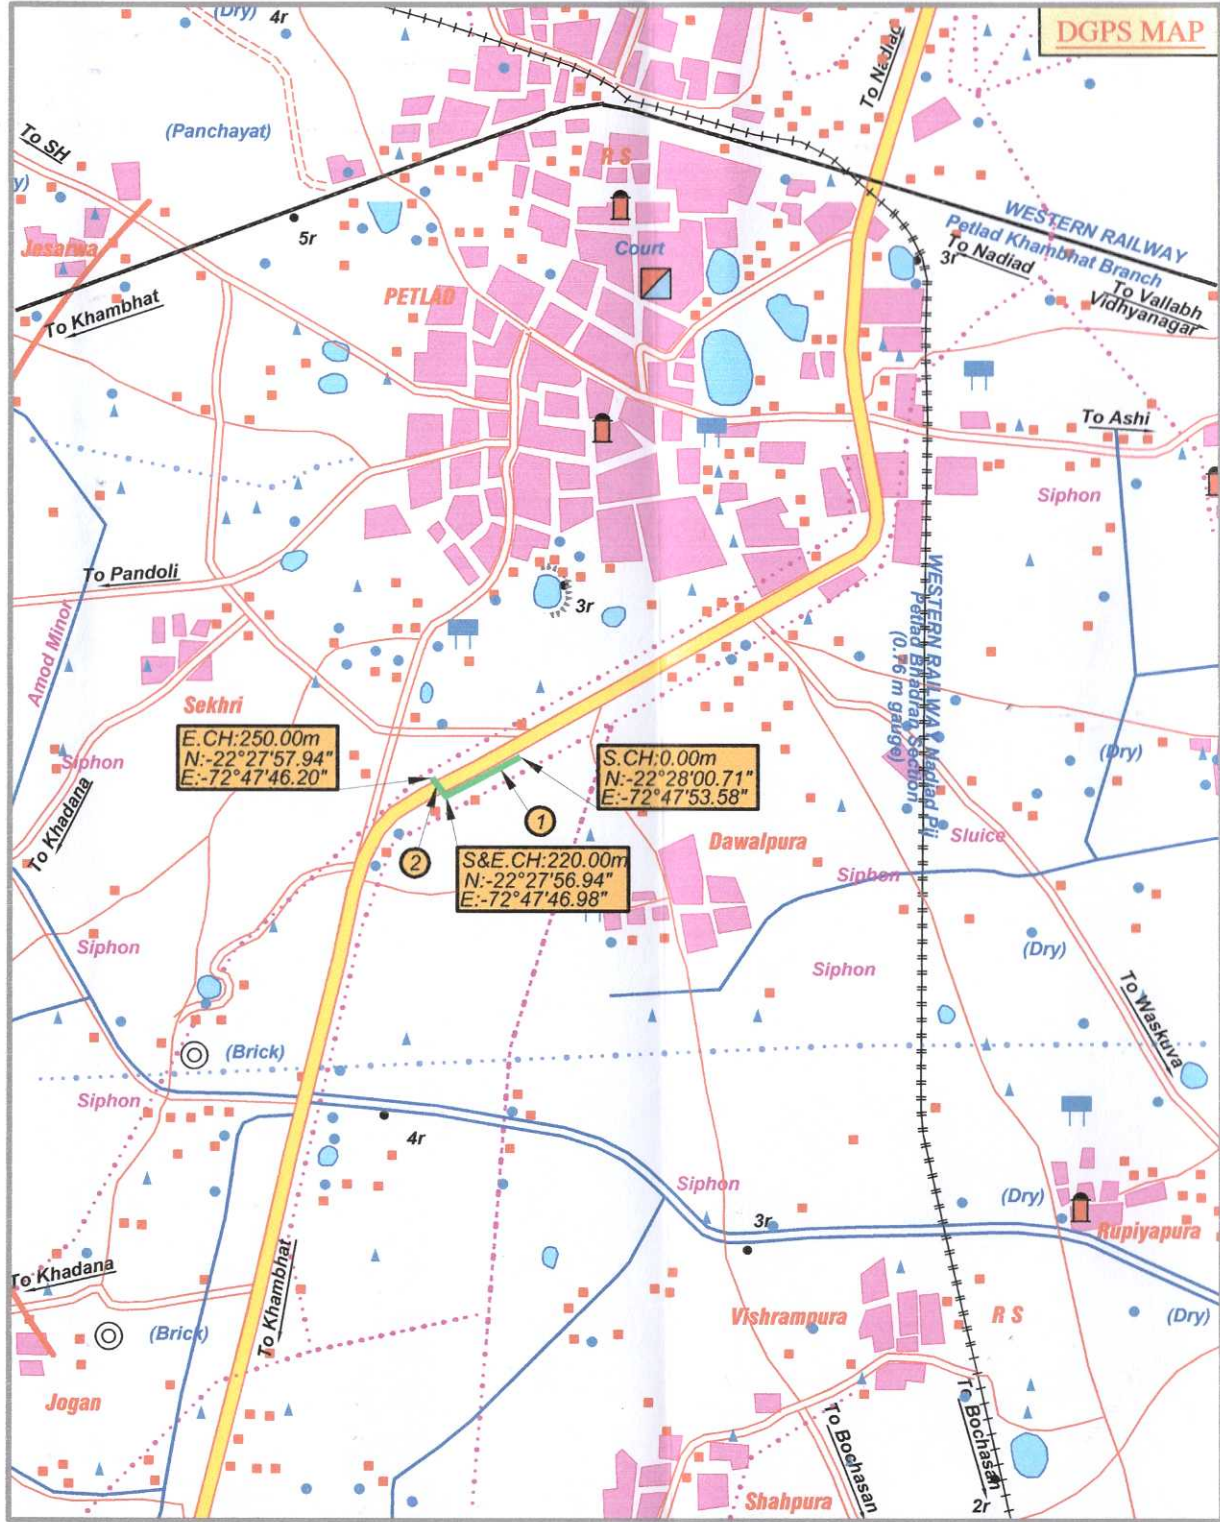 (Dry)
4r
DGPS MAP
To Nadiad
(Panchayat)
To SH
R S
5r
Court
Jesarwa
WESTERN RAILWAY
Petlad Khambhat Branch
To Nadiad
3r
To Vallabh
Vidhyanagar
PETLAD
To Khambhat
To Ashi
Siphon
To Pandoli
3r
Amod Minor
WESTERN RAILWAY Nadiad Pij
Petlad Bhadran Section
(0.76 m gauge)
Sekhri
E.CH:250.00m
N:-22°27'57.94"
E:-72°47'46.20"
S.CH:0.00m
N:-22°28'00.71"
E:-72°47'53.58"
(Dry)
Siphon
To Khadana
1
2
S&E.CH:220.00m
N:-22°27'56.94"
E:-72°47'46.98"
Dawalpura
Sluice
Siphon
Siphon
(Dry)
Siphon
To Waskuva
(Brick)
Siphon
4r
Siphon
(Dry)
3r
Rupiyapura
To Khadana
To Khambhat
(Brick)
Vishrampura
R S
(Dry)
Jogan
To Bochasan
To Bochasan
Shahpura
2r